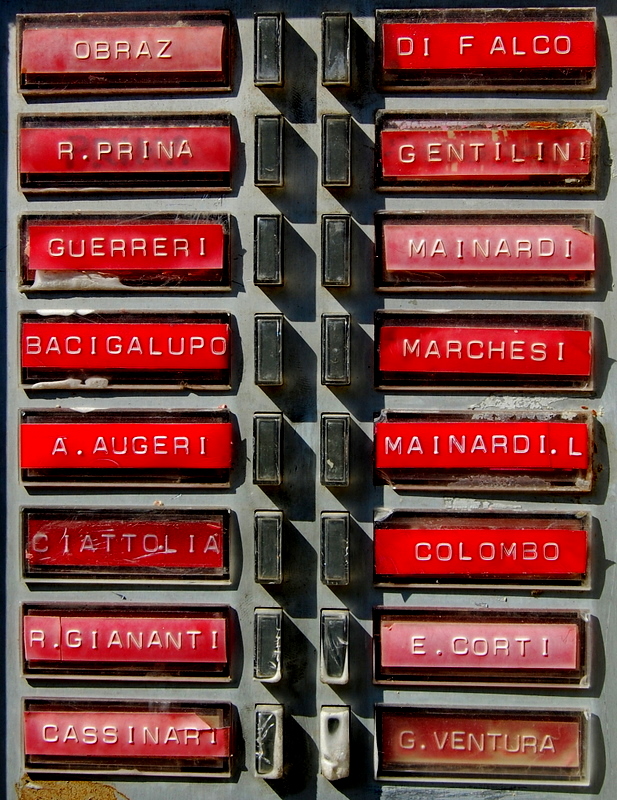 OBRAZ
R.PRINA
GUERRERI
BACIGALUPO
A.AUGERI
CIATTOLIA
R.GIANANTI
CASSINARI
DI FALCO
GENTILINI
MAINARDI
MARCHESI
MAINARDI.L
COLOMBO
E.CORTI
G.VENTURA